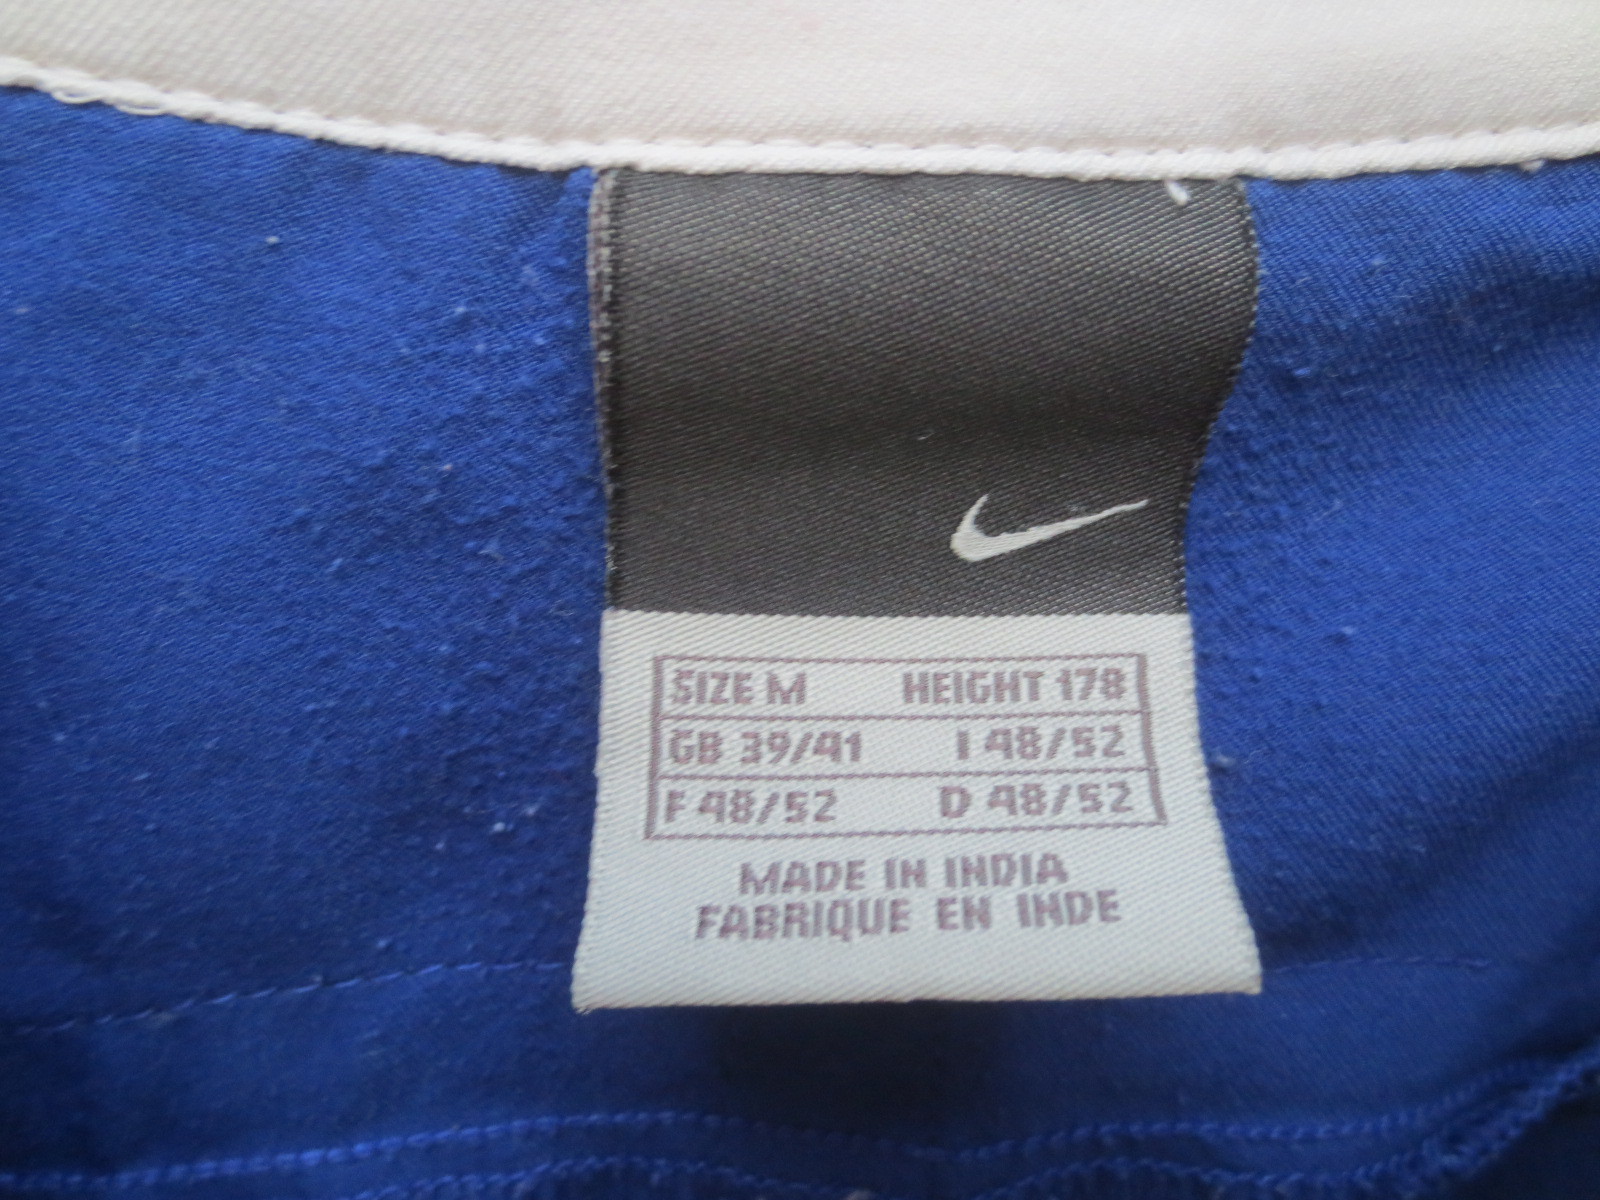 SIZE M HEIGHT 178
GB 39/41 I 48/52
F 48/52 D 48/52
MADE IN INDIA
FABRIQUE EN INDE